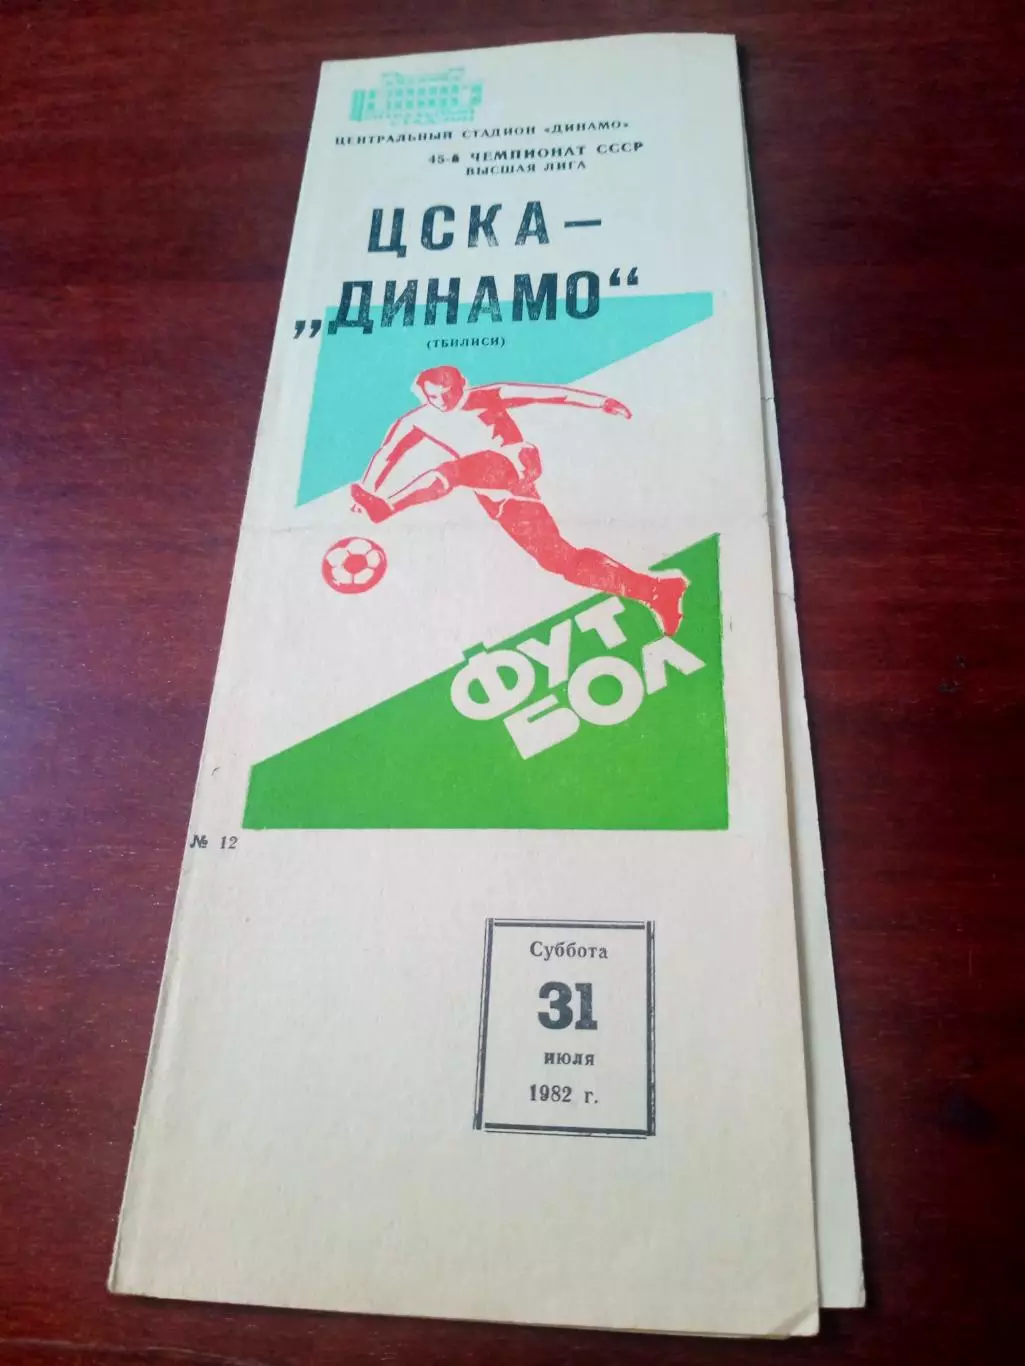 ЦЕНТРАЛЬНЫЙ СТАДИОН «ДИНАМО»
45-й ЧЕМПИОНАТ СССР
ВЫСШАЯ ЛИГА
ЦСКА–
„ДИНАМО“
(ТБИЛИСИ)
ФУТ
БОЛ
№ 12
Суббота
31
июля
1982 г.